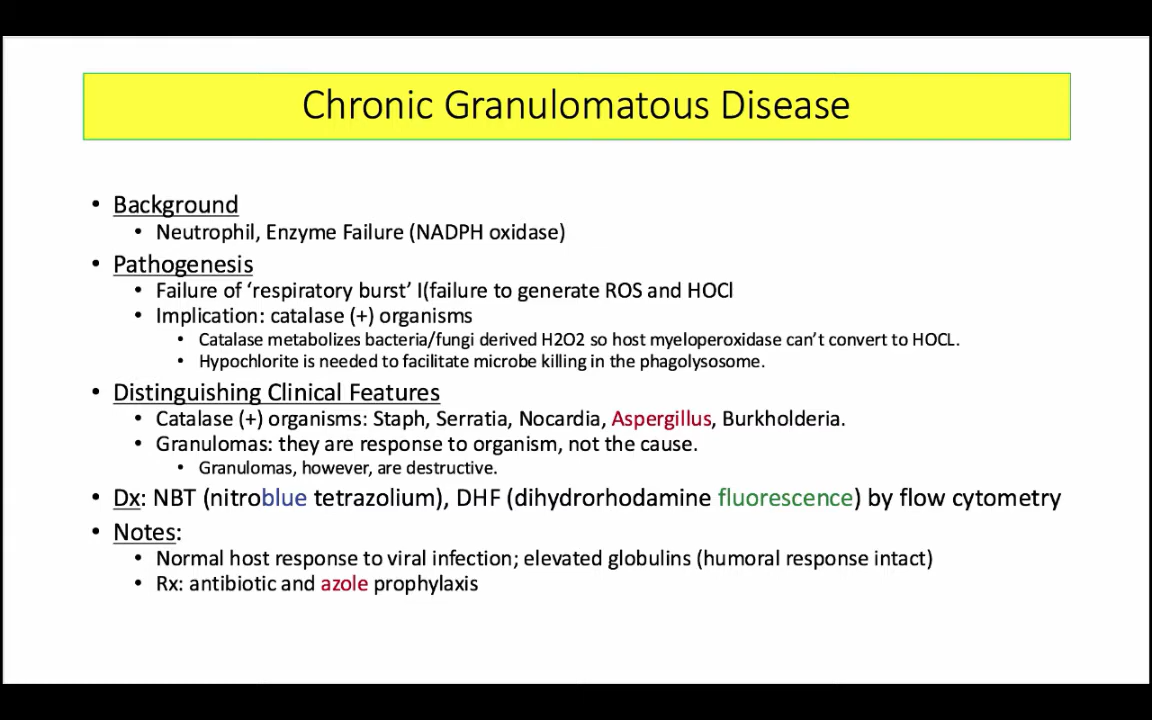 Chronic Granulomatous Disease
• Background
• Neutrophil, Enzyme Failure (NADPH oxidase)
• Pathogenesis
• Failure of ‘respiratory burst’ I(failure to generate ROS and HOCl
• Implication: catalase (+) organisms
• Catalase metabolizes bacteria/fungi derived H2O2 so host myeloperoxidase can’t convert to HOCL.
• Hypochlorite is needed to facilitate microbe killing in the phagolysosome.
• Distinguishing Clinical Features
• Catalase (+) organisms: Staph, Serratia, Nocardia, Aspergillus, Burkholderia.
• Granulomas: they are response to organism, not the cause.
• Granulomas, however, are destructive.
• Dx: NBT (nitroblue tetrazolium), DHF (dihydrorhodamine fluorescence) by flow cytometry
• Notes:
• Normal host response to viral infection; elevated globulins (humoral response intact)
• Rx: antibiotic and azole prophylaxis